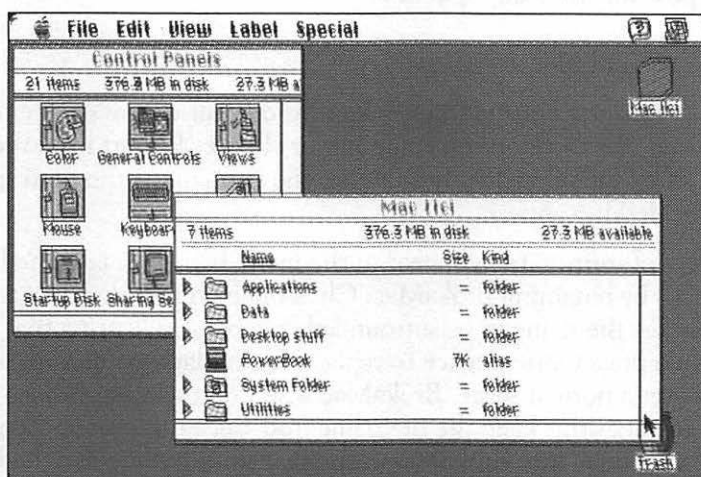 File Edit View Label Special
Control Panels
21 items 376.3 MB in disk 27.3 MB a
Color General Controls Views
Mouse Keyboar
Startup Disk Sharing Se
Mac IIci
Mac IIci
7 items 376.3 MB in disk 27.3 MB available
Name Size Kind
Applications — folder
Data — folder
Desktop stuff — folder
PowerBook 7K alias
System Folder — folder
Utilities — folder
Trash